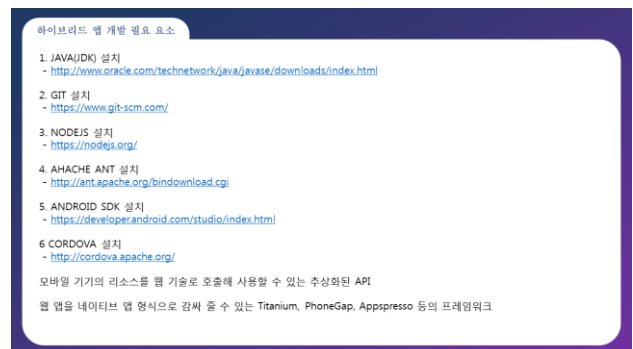 하이브리드 앱 개발 필요 요소
1. JAVA(JDK) 설치
- http://www.oracle.com/technetwork/java/javase/downloads/index.html
2. GIT 설치
- https://www.git-scm.com/
3. NODEJS 설치
- https://nodejs.org/
4. AHACHE ANT 설치
- http://ant.apache.org/bindownload.cgi
5. ANDROID SDK 설치
- https://developer.android.com/studio/index.html
6 CORDOVA 설치
- http://cordova.apache.org/
모바일 기기의 리소스를 웹 기술로 호출해 사용할 수 있는 추상화된 API
웹 앱을 네이티브 앱 형식으로 감싸 줄 수 있는 Titanium, PhoneGap, Appspresso 등의 프레임워크